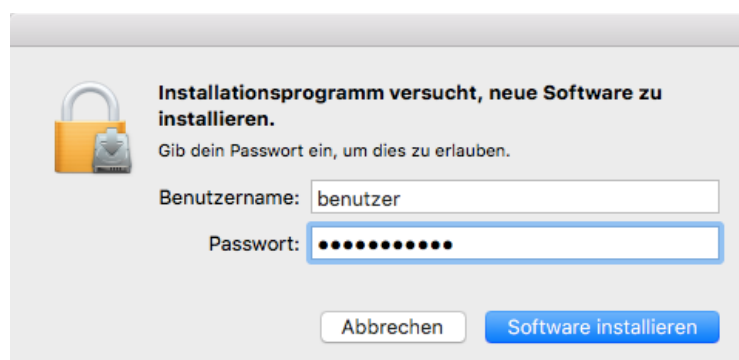 Installationsprogramm versucht, neue Software zu
installieren.
Gib dein Passwort ein, um dies zu erlauben.
Benutzername: benutzer
Passwort: ●●●●●●●●●●●
Abbrechen Software installieren